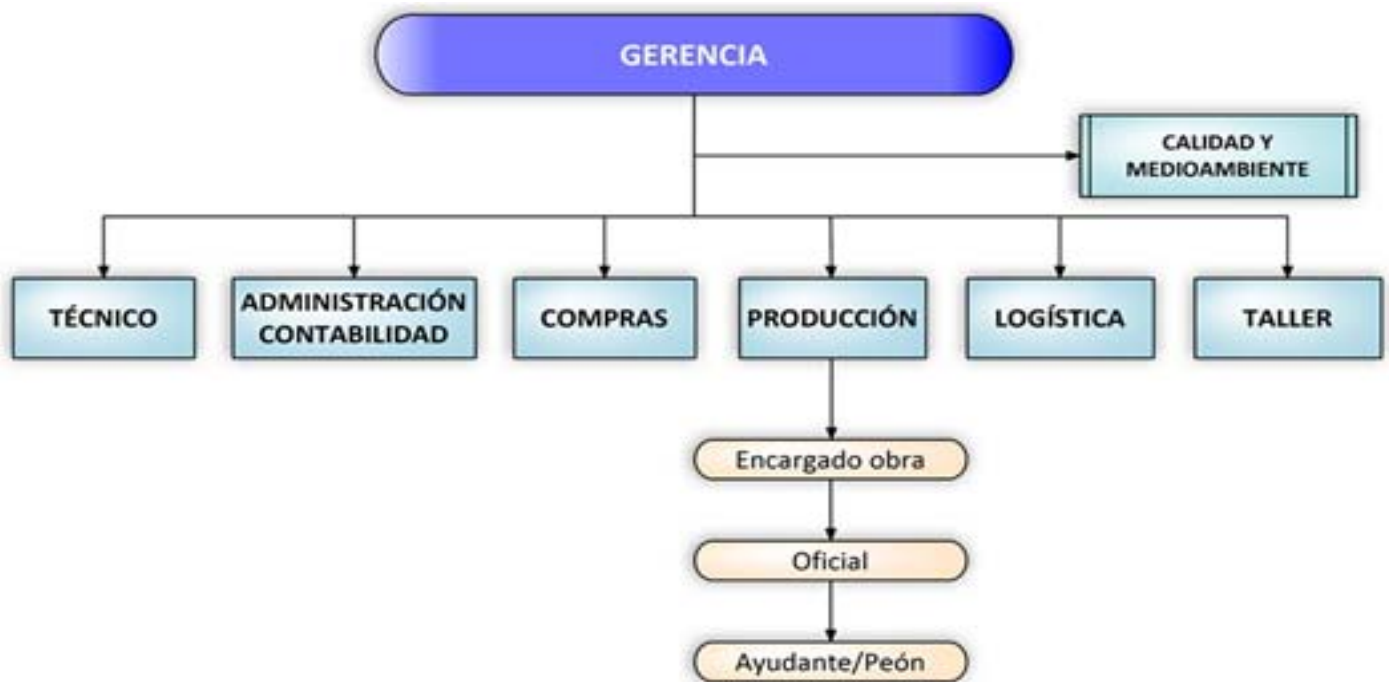 GERENCIA
CALIDAD Y
MEDIOAMBIENTE
TÉCNICO
ADMINISTRACIÓN
CONTABILIDAD
COMPRAS
PRODUCCIÓN
LOGÍSTICA
TALLER
Encargado obra
Oficial
Ayudante/Peón